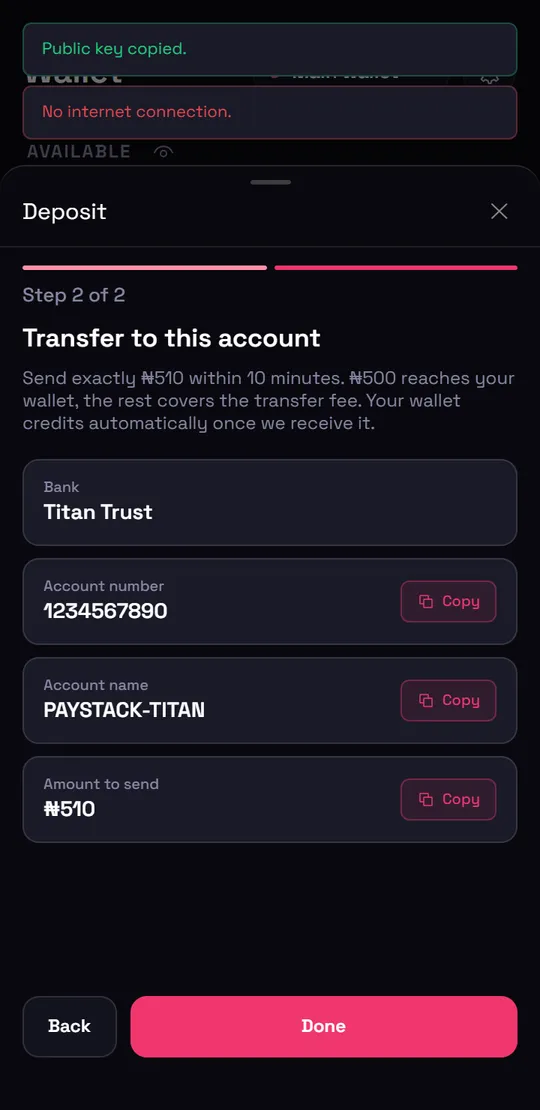 Public key copied.
Wallet
Main Wallet
No internet connection.
AVAILABLE
Deposit
Step 2 of 2
Transfer to this account
Send exactly ₦510 within 10 minutes. ₦500 reaches your
wallet, the rest covers the transfer fee. Your wallet
credits automatically once we receive it.
Bank
Titan Trust
Account number
1234567890
Copy
Account name
PAYSTACK-TITAN
Copy
Amount to send
₦510
Copy
Back
Done